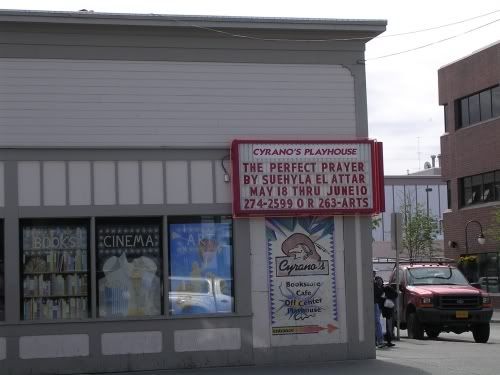 CYRANO'S PLAYHOUSE
THE PERFECT PRAYER
BY SUEHYLA EL ATTAR
MAY 18 THRU JUNE10
274-2599 OR 263-ARTS
BOOKS
CINEMA
ART
Cyrano's
Bookstore
Cafe
Off Center
Playhouse
entrance